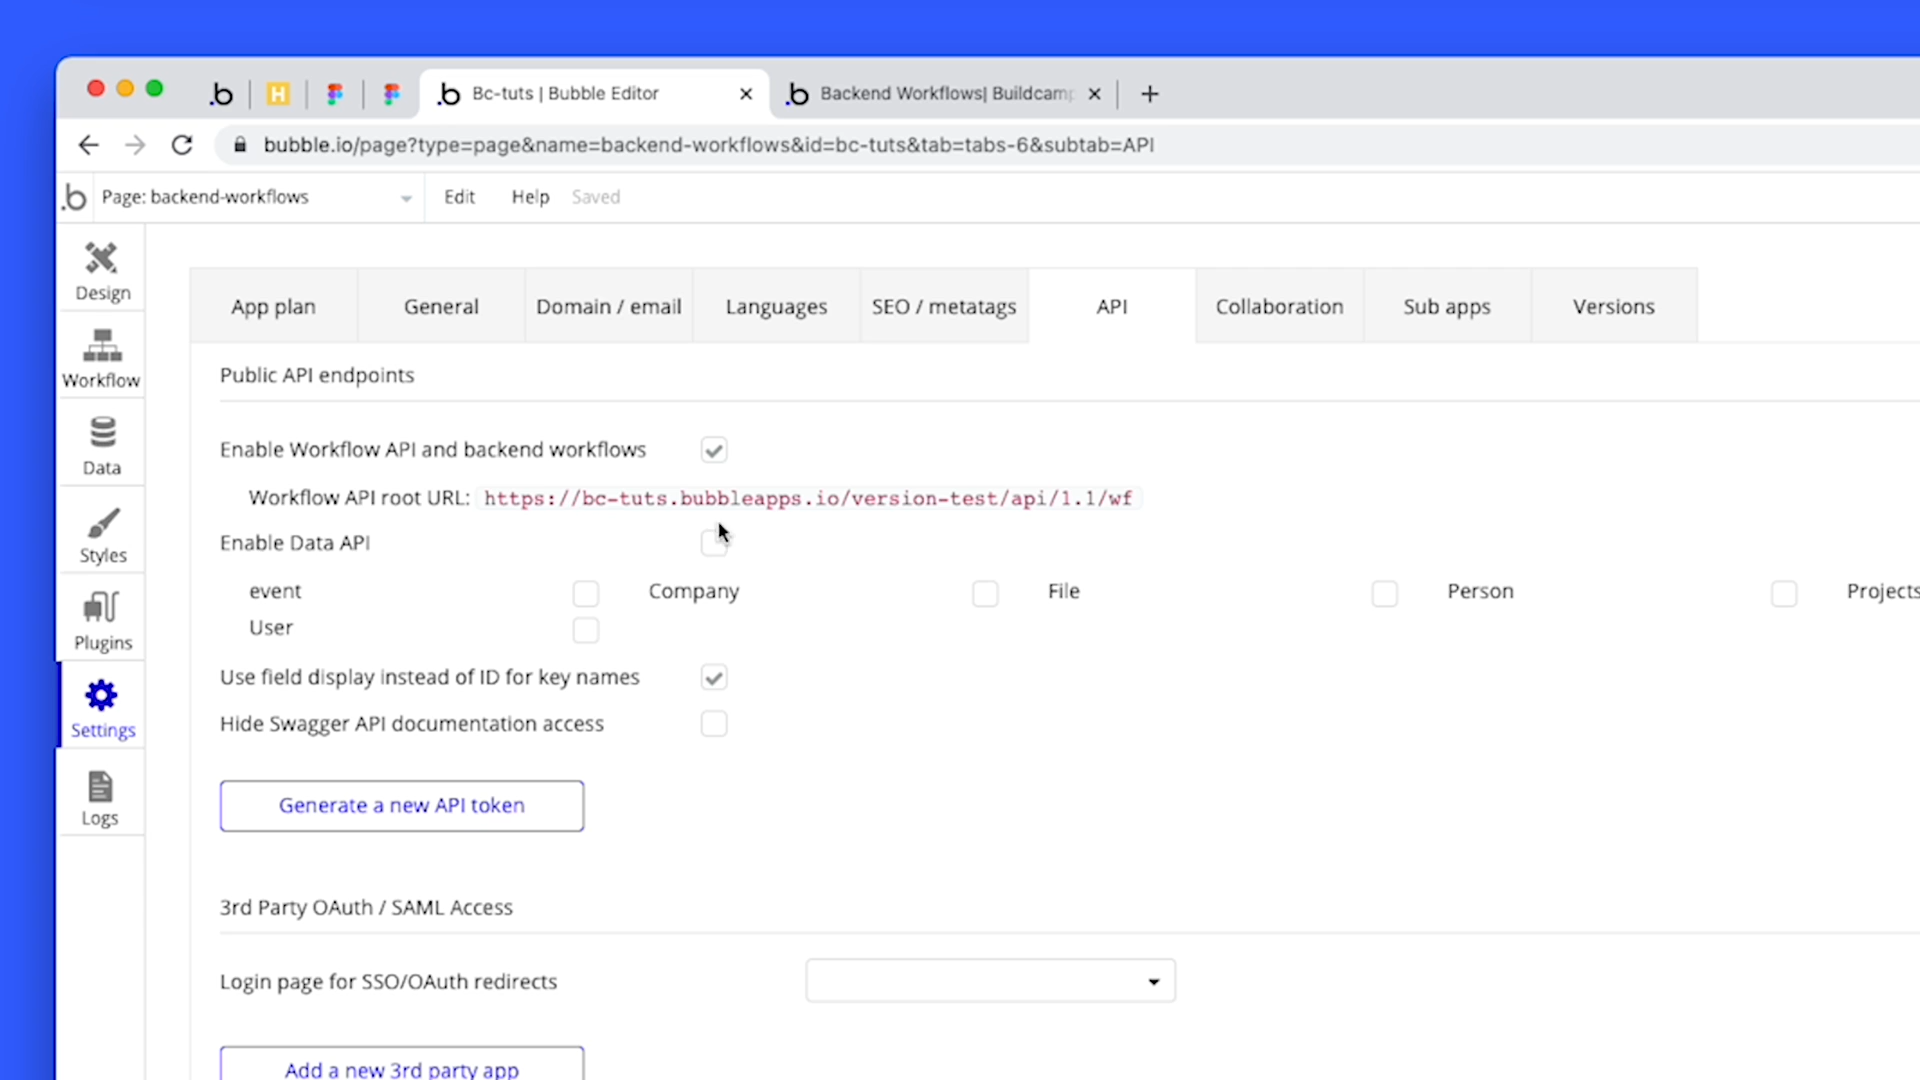 Bc-tuts | Bubble Editor
Backend Workflows| Buildcamp
bubble.io/page?type=page&name=backend-workflows&id=bc-tuts&tab=tabs-6&subtab=API
Page: backend-workflows Edit Help Saved
Design
Workflow
Data
Styles
Plugins
Settings
Logs
App plan General Domain / email Languages SEO / metatags API Collaboration Sub apps Versions
Public API endpoints
Enable Workflow API and backend workflows
Workflow API root URL: https://bc-tuts.bubbleapps.io/version-test/api/1.1/wf
Enable Data API
event Company File Person Projects
User
Use field display instead of ID for key names
Hide Swagger API documentation access
Generate a new API token
3rd Party OAuth / SAML Access
Login page for SSO/OAuth redirects
Add a new 3rd party app